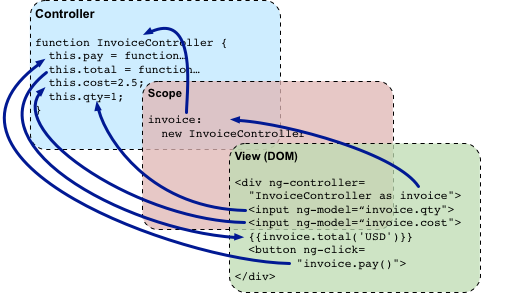 Controller
function InvoiceController {
this.pay = function…
this.total = function…
this.cost=2.5;
this.qty=1;
}
Scope
invoice:
new InvoiceController
View (DOM)
<div ng-controller=
"InvoiceController as invoice">
<input ng-model=“invoice.qty">
<input ng-model=“invoice.cost">
{{invoice.total('USD')}}
<button ng-click=
"invoice.pay()">
</div>